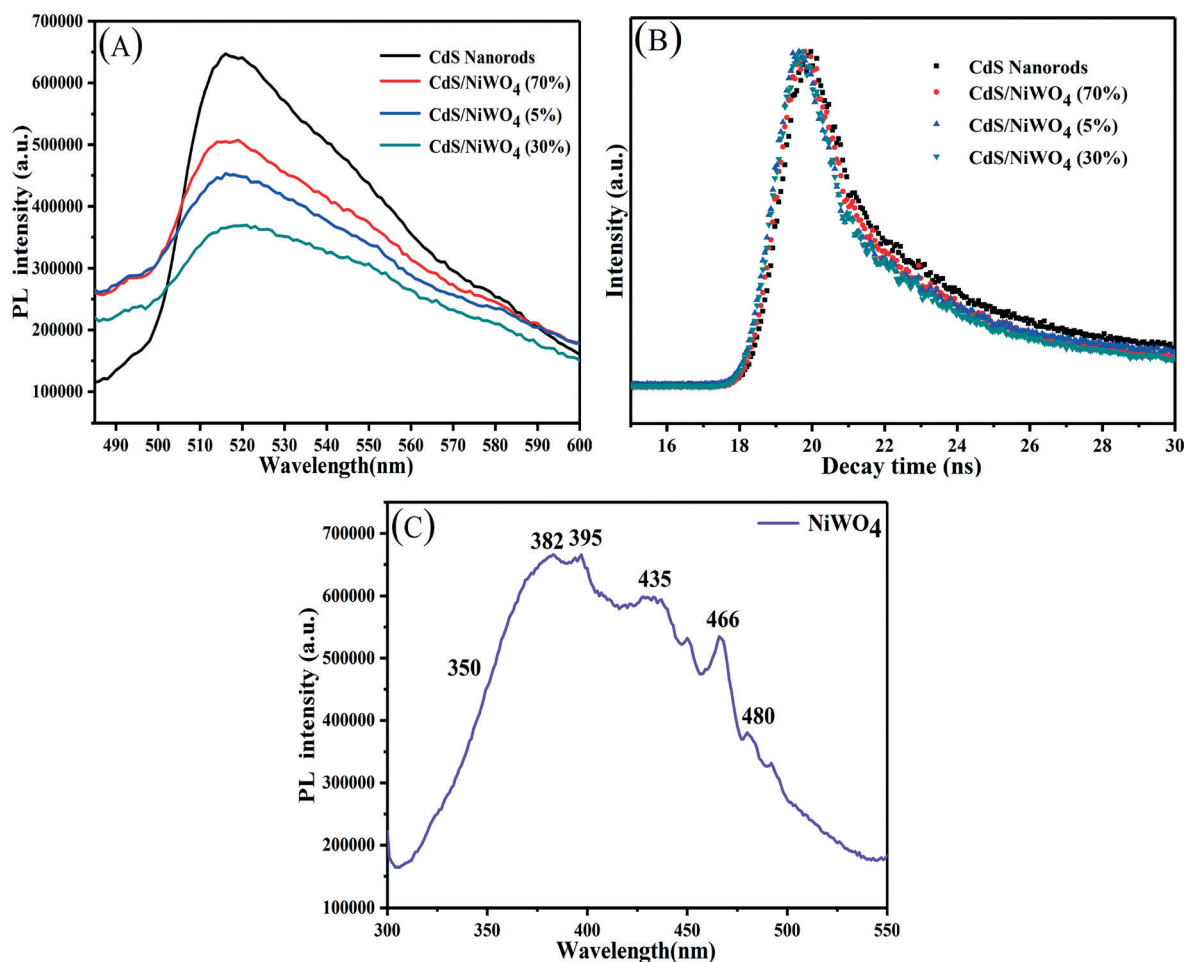 (A)
CdS Nanorods
CdS/NiWO4 (70%)
CdS/NiWO4 (5%)
CdS/NiWO4 (30%)
700000
600000
500000
400000
300000
200000
100000
PL intensity (a.u.)
490 500 510 520 530 540 550 560 570 580 590 600
Wavelength(nm)
(B)
CdS Nanorods
CdS/NiWO4 (70%)
CdS/NiWO4 (5%)
CdS/NiWO4 (30%)
Intensity (a.u.)
16 18 20 22 24 26 28 30
Decay time (ns)
(C)
NiWO4
382 395
435
466
350
480
700000
600000
500000
400000
300000
200000
100000
PL intensity (a.u.)
300 350 400 450 500 550
Wavelength(nm)